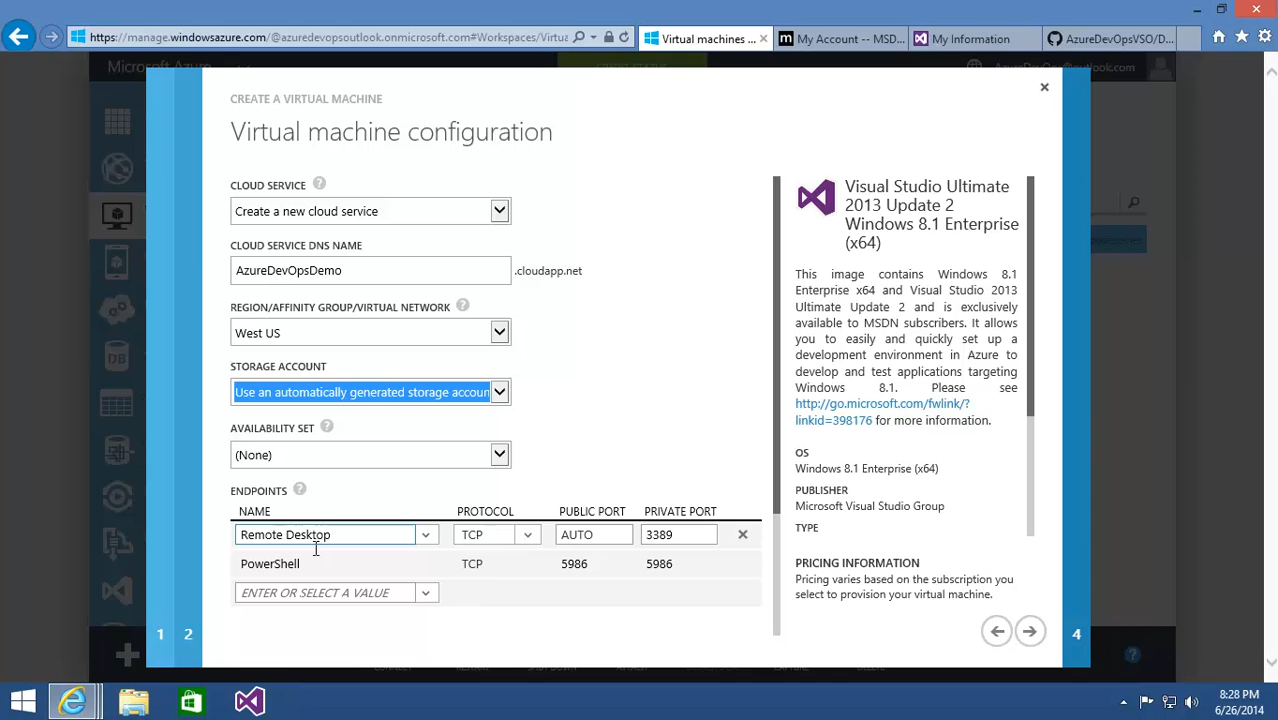 https://manage.windowsazure.com/@azuredevopsoutlook.onmicrosoft.com#Workspaces/Virtua
Virtual machines ...
My Account -- MSD...
My Information
AzureDevOpsVSO/D...
Microsoft Azure
CREATE A VIRTUAL MACHINE
Virtual machine configuration
CLOUD SERVICE
Create a new cloud service
CLOUD SERVICE DNS NAME
AzureDevOpsDemo
.cloudapp.net
REGION/AFFINITY GROUP/VIRTUAL NETWORK
West US
STORAGE ACCOUNT
Use an automatically generated storage accoun
AVAILABILITY SET
(None)
ENDPOINTS
NAME PROTOCOL PUBLIC PORT PRIVATE PORT
Remote Desktop TCP AUTO 3389
PowerShell TCP 5986 5986
ENTER OR SELECT A VALUE
Visual Studio Ultimate
2013 Update 2
Windows 8.1 Enterprise
(x64)
This image contains Windows 8.1
Enterprise x64 and Visual Studio 2013
Ultimate Update 2 and is exclusively
available to MSDN subscribers. It allows
you to easily and quickly set up a
development environment in Azure to
develop and test applications targeting
Windows 8.1. Please see
http://go.microsoft.com/fwlink/?
linkid=398176 for more information.
OS
Windows 8.1 Enterprise (x64)
PUBLISHER
Microsoft Visual Studio Group
TYPE
PRICING INFORMATION
Pricing varies based on the subscription you
select to provision your virtual machine.
1 2
4
8:28 PM
6/26/2014